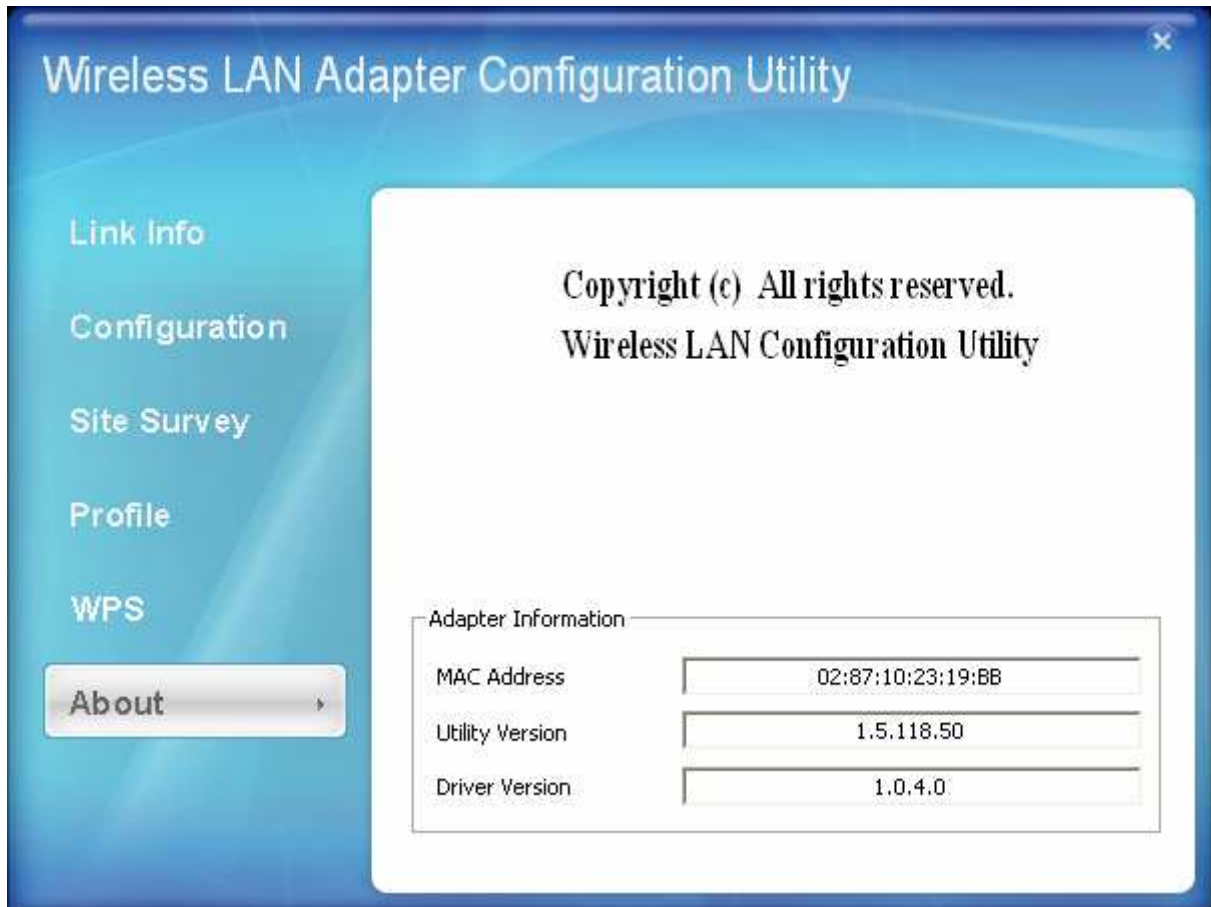 Wireless LAN Adapter Configuration Utility
Link Info
Configuration
Site Survey
Profile
WPS
About
Copyright (c) All rights reserved.
Wireless LAN Configuration Utility
Adapter Information
MAC Address 02:87:10:23:19:BB
Utility Version 1.5.118.50
Driver Version 1.0.4.0